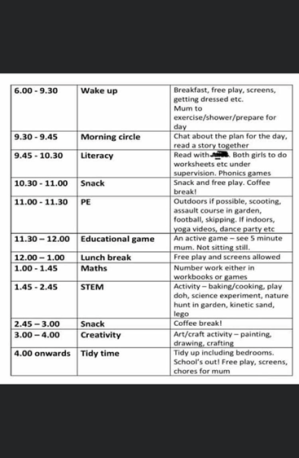 6.00 - 9.30 Wake up Breakfast, free play, screens,
getting dressed etc.
Mum to
exercise/shower/prepare for
day
9.30 - 9.45 Morning circle Chat about the plan for the day,
read a story together
9.45 - 10.30 Literacy Read with . Both girls to do
worksheets etc under
supervision. Phonics games
10.30 - 11.00 Snack Snack and free play. Coffee
break!
11.00 - 11.30 PE Outdoors if possible, scooting,
assault course in garden,
football, skipping. If indoors,
yoga videos, dance party etc
11.30 – 12.00 Educational game An active game – see 5 minute
mum. Not sitting still.
12.00 – 1.00 Lunch break Free play and screens allowed
1.00 - 1.45 Maths Number work either in
workbooks or games
1.45 - 2.45 STEM Activity – baking/cooking, play
doh, science experiment, nature
hunt in garden, kinetic sand,
lego
2.45 – 3.00 Snack Coffee break!
3.00 – 4.00 Creativity Art/craft activity – painting,
drawing, crafting
4.00 onwards Tidy time Tidy up including bedrooms.
School's out! Free play, screens,
chores for mum